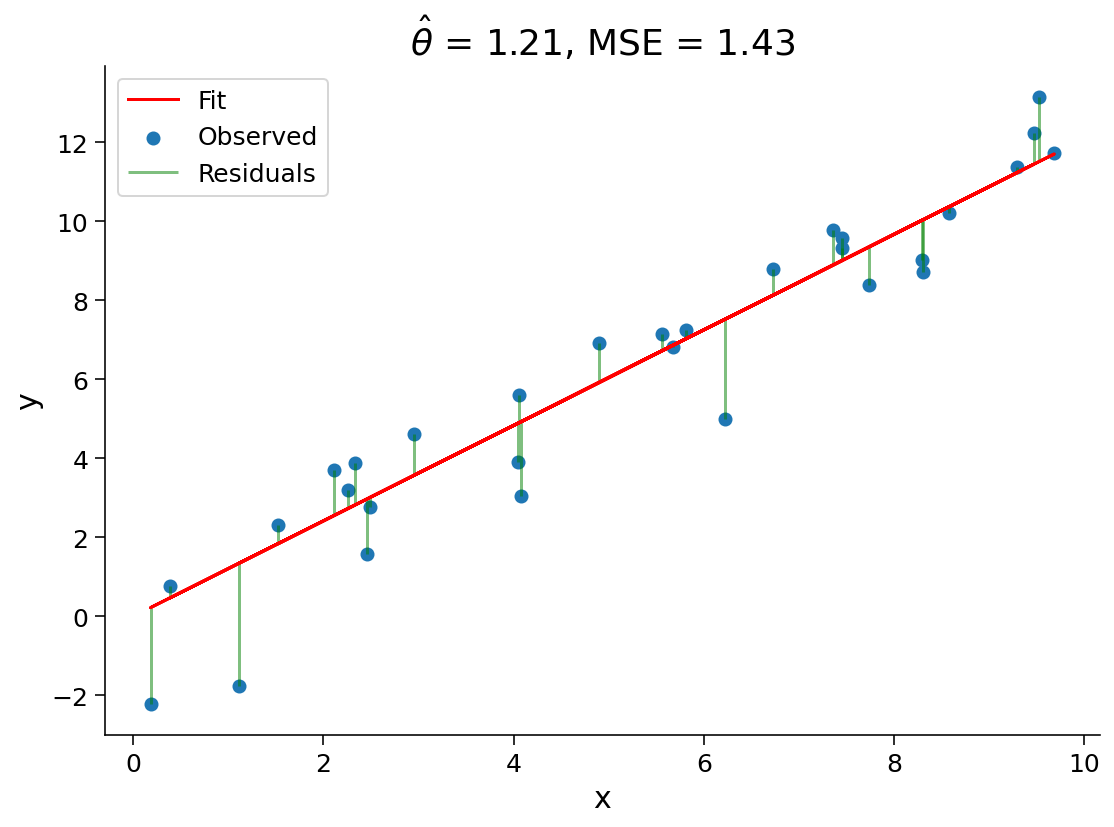 θ̂ = 1.21, MSE = 1.43
Fit
Observed
Residuals
12
10
8
6
4
2
0
−2
y
0 2 4 6 8 10
x